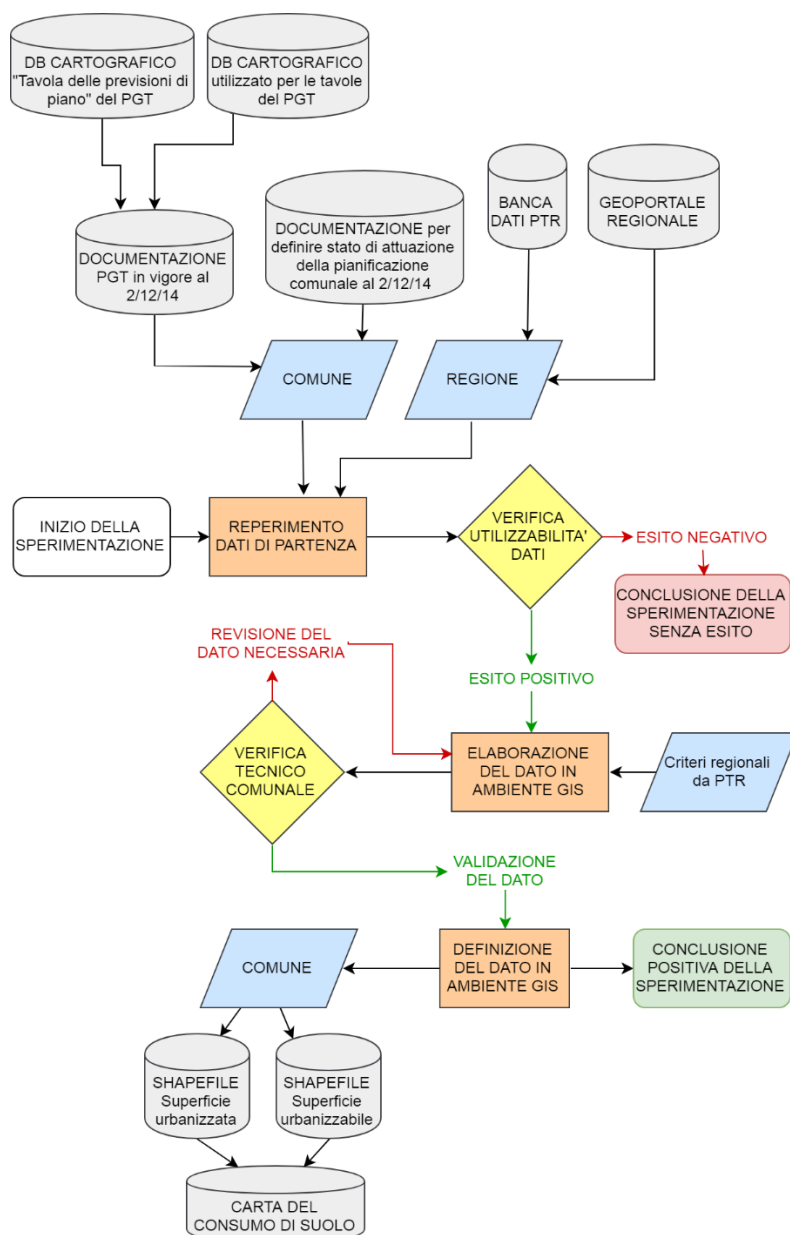 DB CARTOGRAFICO
"Tavola delle previsioni di
piano" del PGT
DB CARTOGRAFICO
utilizzato per le tavole
del PGT
DOCUMENTAZIONE
PGT in vigore al
2/12/14
DOCUMENTAZIONE per
definire stato di attuazione
della pianificazione
comunale al 2/12/14
BANCA
DATI PTR
GEOPORTALE
REGIONALE
COMUNE
REGIONE
INIZIO DELLA
SPERIMENTAZIONE
REPERIMENTO
DATI DI PARTENZA
VERIFICA
UTILIZZABILITA'
DATI
ESITO NEGATIVO
CONCLUSIONE DELLA
SPERIMENTAZIONE
SENZA ESITO
REVISIONE DEL
DATO NECESSARIA
ESITO POSITIVO
VERIFICA
TECNICO
COMUNALE
ELABORAZIONE
DEL DATO IN
AMBIENTE GIS
Criteri regionali
da PTR
VALIDAZIONE
DEL DATO
COMUNE
DEFINIZIONE
DEL DATO IN
AMBIENTE GIS
CONCLUSIONE
POSITIVA DELLA
SPERIMENTAZIONE
SHAPEFILE
Superficie
urbanizzata
SHAPEFILE
Superficie
urbanizzabile
CARTA DEL
CONSUMO DI SUOLO